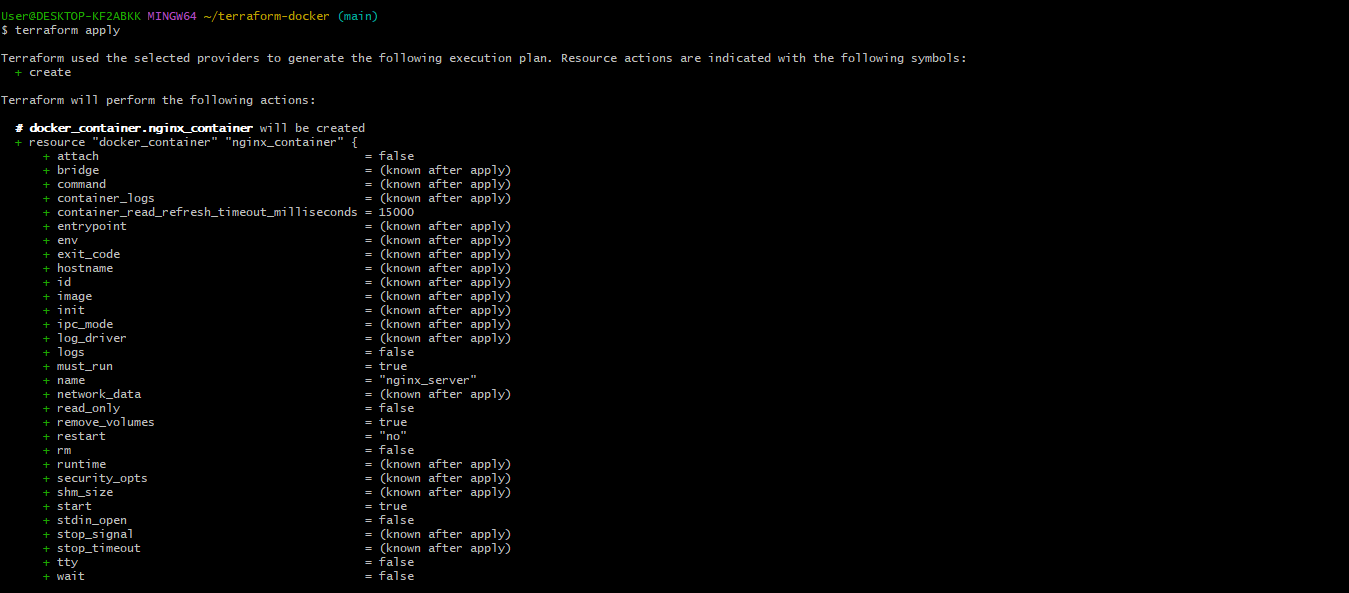 User@DESKTOP-KF2ABKK MINGW64 ~/terraform-docker (main)
$ terraform apply
Terraform used the selected providers to generate the following execution plan. Resource actions are indicated with the following symbols:
+ create
Terraform will perform the following actions:
# docker_container.nginx_container will be created
+ resource "docker_container" "nginx_container" {
+ attach = false
+ bridge = (known after apply)
+ command = (known after apply)
+ container_logs = (known after apply)
+ container_read_refresh_timeout_milliseconds = 15000
+ entrypoint = (known after apply)
+ env = (known after apply)
+ exit_code = (known after apply)
+ hostname = (known after apply)
+ id = (known after apply)
+ image = (known after apply)
+ init = (known after apply)
+ ipc_mode = (known after apply)
+ log_driver = (known after apply)
+ logs = false
+ must_run = true
+ name = "nginx_server"
+ network_data = (known after apply)
+ read_only = false
+ remove_volumes = true
+ restart = "no"
+ rm = false
+ runtime = (known after apply)
+ security_opts = (known after apply)
+ shm_size = (known after apply)
+ start = true
+ stdin_open = false
+ stop_signal = (known after apply)
+ stop_timeout = (known after apply)
+ tty = false
+ wait = false